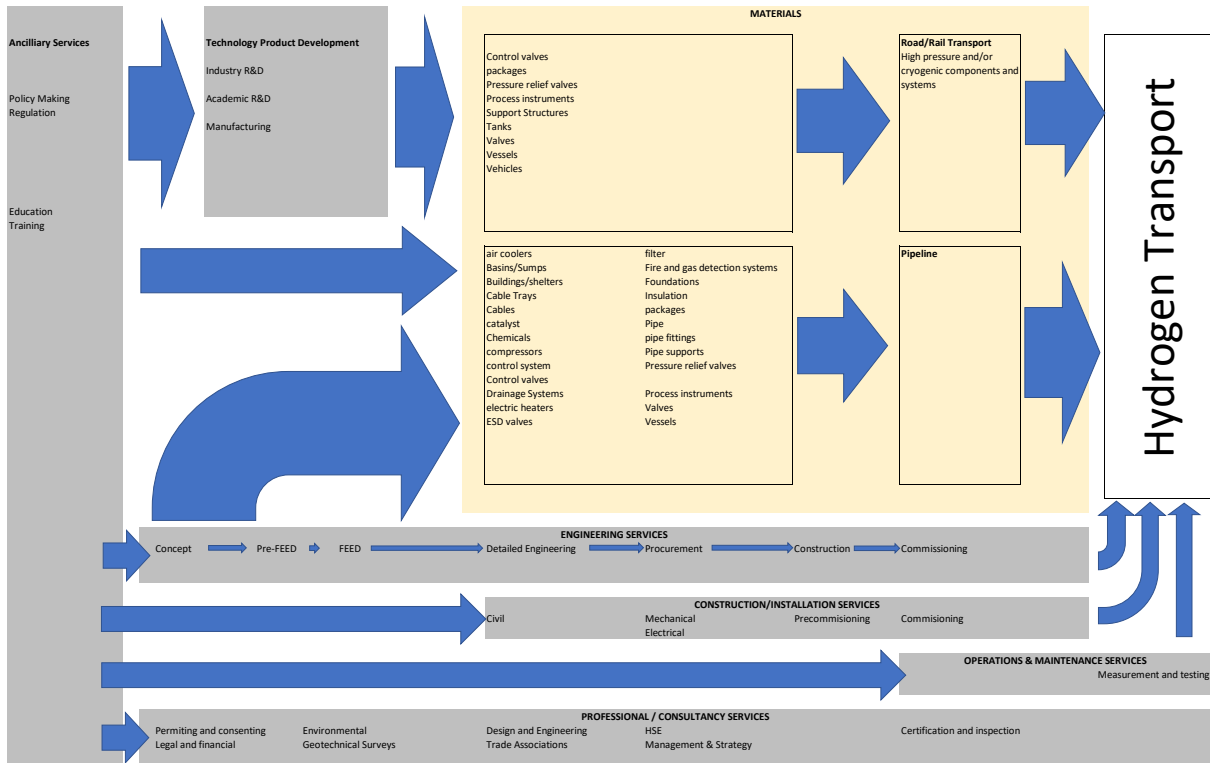 MATERIALS
Ancilliary Services
Policy Making
Regulation
Education
Training
Technology Product Development
Industry R&D
Academic R&D
Manufacturing
Control valves
packages
Pressure relief valves
Process instruments
Support Structures
Tanks
Valves
Vessels
Vehicles
Road/Rail Transport
High pressure and/or
cryogenic components and
systems
Hydrogen Transport
air coolers
Basins/Sumps
Buildings/shelters
Cable Trays
Cables
catalyst
Chemicals
compressors
control system
Control valves
Drainage Systems
electric heaters
ESD valves
filter
Fire and gas detection systems
Foundations
Insulation
packages
Pipe
pipe fittings
Pipe supports
Pressure relief valves
Process instruments
Valves
Vessels
Pipeline
ENGINEERING SERVICES
Concept Pre-FEED FEED Detailed Engineering Procurement Construction Commissioning
CONSTRUCTION/INSTALLATION SERVICES
Civil Mechanical Precommisioning Commisioning
Electrical
OPERATIONS & MAINTENANCE SERVICES
Measurement and testing
PROFESSIONAL / CONSULTANCY SERVICES
Permiting and consenting Environmental Design and Engineering HSE Certification and inspection
Legal and financial Geotechnical Surveys Trade Associations Management & Strategy